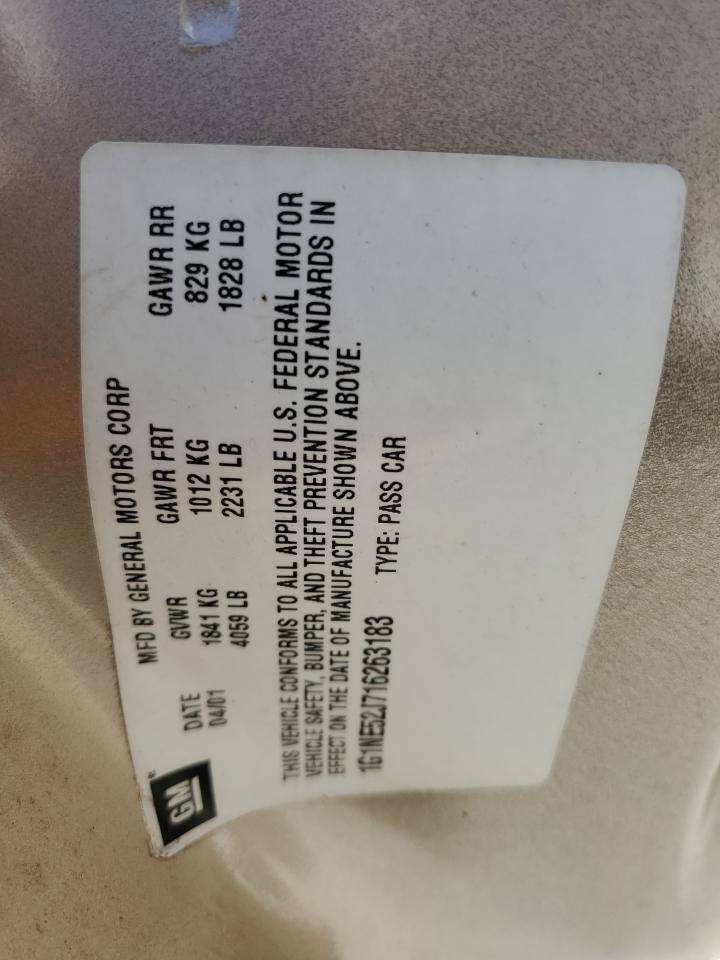 GM
MFD BY GENERAL MOTORS CORP
DATE GVWR GAWR FRT GAWR RR
04/01 1841 KG 1012 KG 829 KG
4059 LB 2231 LB 1828 LB
THIS VEHICLE CONFORMS TO ALL APPLICABLE U.S. FEDERAL MOTOR
VEHICLE SAFETY, BUMPER, AND THEFT PREVENTION STANDARDS IN
EFFECT ON THE DATE OF MANUFACTURE SHOWN ABOVE.
1G1NE52J716263183 TYPE: PASS CAR